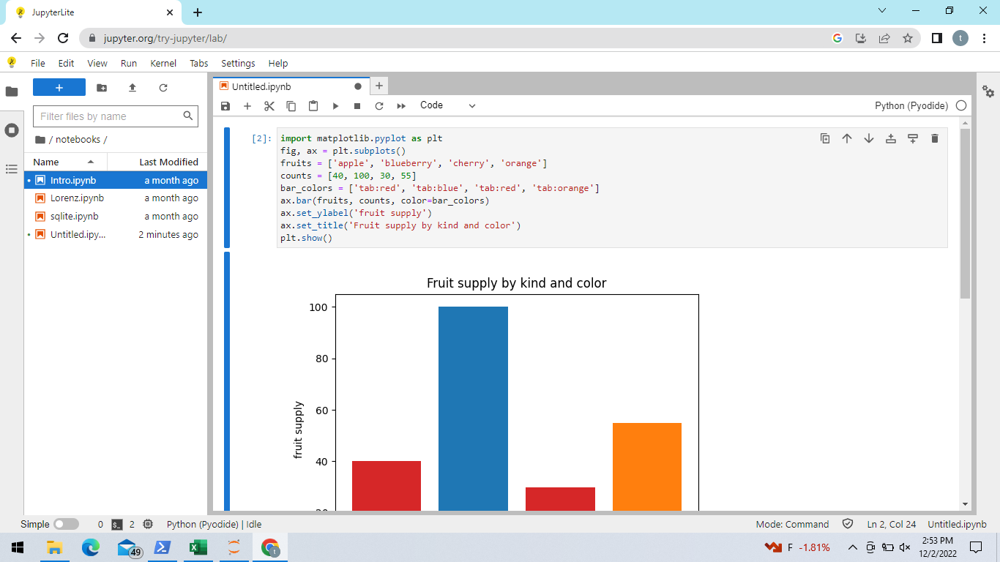 JupyterLite
jupyter.org/try-jupyter/lab/
t
File Edit View Run Kernel Tabs Settings Help
Filter files by name
/ notebooks /
Name Last Modified
Intro.ipynb a month ago
Lorenz.ipynb a month ago
sqlite.ipynb a month ago
Untitled.ipy... 2 minutes ago
Untitled.ipynb
Code
Python (Pyodide)
[2]: import matplotlib.pyplot as plt
fig, ax = plt.subplots()
fruits = ['apple', 'blueberry', 'cherry', 'orange']
counts = [40, 100, 30, 55]
bar_colors = ['tab:red', 'tab:blue', 'tab:red', 'tab:orange']
ax.bar(fruits, counts, color=bar_colors)
ax.set_ylabel('fruit supply')
ax.set_title('Fruit supply by kind and color')
plt.show()
Fruit supply by kind and color
100
80
60
40
fruit supply
Simple 0 $_ 2 Python (Pyodide) | Idle
Mode: Command Ln 2, Col 24 Untitled.ipynb
49
t
F -1.81%
2:53 PM
12/2/2022